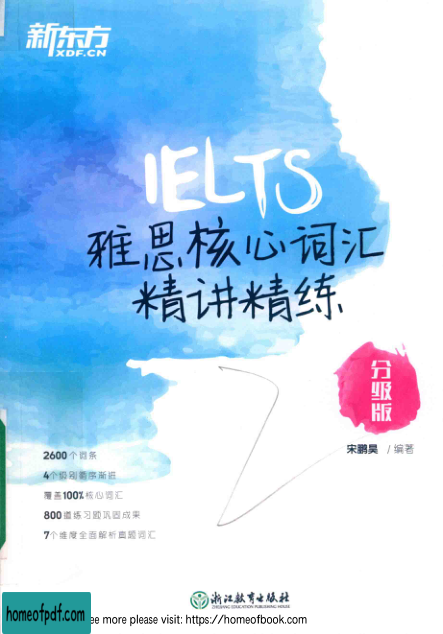 新东方
XDF.CN
IELTS
雅思核心词汇
精讲精练
分级版
宋鹏昊 / 编著
2600个词条
4个级别循序渐进
覆盖100%核心词汇
800道练习题巩固成果
7个维度全面解析真题词汇
浙江教育出版社
ZHEJIANG EDUCATION PUBLISHING HOUSE
homeofpdf.com
ee more please visit: https://homeofbook.com